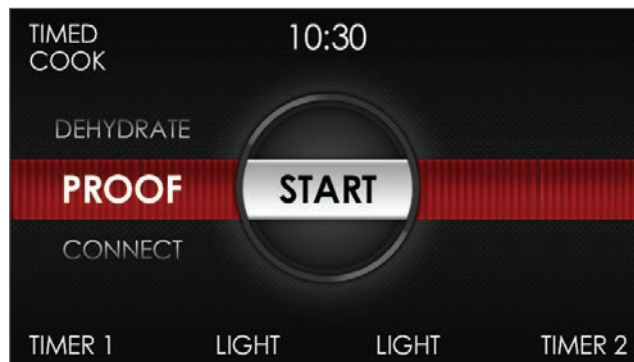 TIMED
COOK
10:30
DEHYDRATE
PROOF
START
CONNECT
TIMER 1
LIGHT
LIGHT
TIMER 2